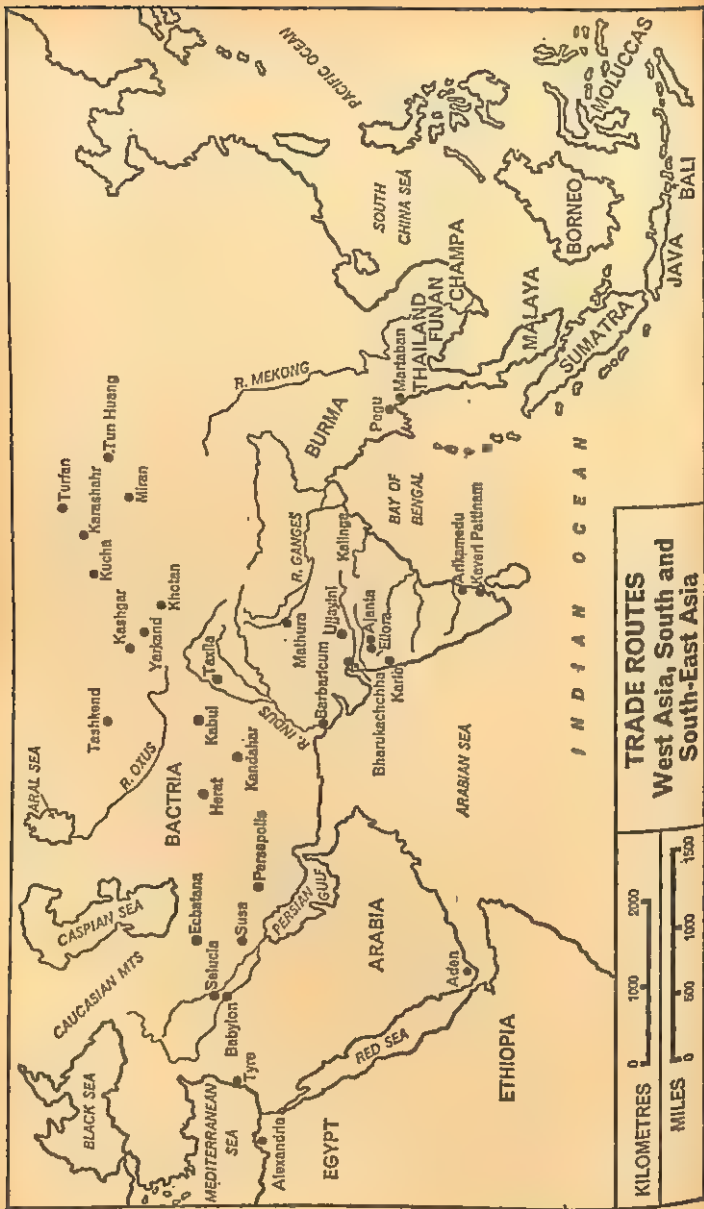 PACIFIC OCEAN
MOLUCCAS
BALI
JAVA
BORNEO
SOUTH
CHINA SEA
CHAMPA
FUNAN
THAILAND
MALAYA
SUMATRA
R. MEKONG
BURMA
Pegu
Martaban
Tun Huang
Turfan
Karashahr
Miran
Kucha
Kashgar
Yarkand
Khotan
Tashkend
ARAL SEA
R. OXUS
BACTRIA
Taxila
Kabul
Kandahar
Herat
R. INDUS
R. GANGES
Mathura
Ujjayini
Kalinga
Ajanta
Ellora
Karle
Barbaricum
Bharukachchha
BAY OF
BENGAL
Arikamedu
Kaveri Pattinam
ARABIAN SEA
INDIAN OCEAN
CASPIAN SEA
CAUCASIAN MTS
BLACK SEA
MEDITERRANEAN
SEA
Ecbatana
Selucia
Susa
Persepolis
Babylon
Tyre
Alexandria
PERSIAN
GULF
ARABIA
Aden
RED SEA
EGYPT
ETHIOPIA
TRADE ROUTES
West Asia, South and
South-East Asia
KILOMETRES 0 1000 2000
MILES 0 500 1000 1500